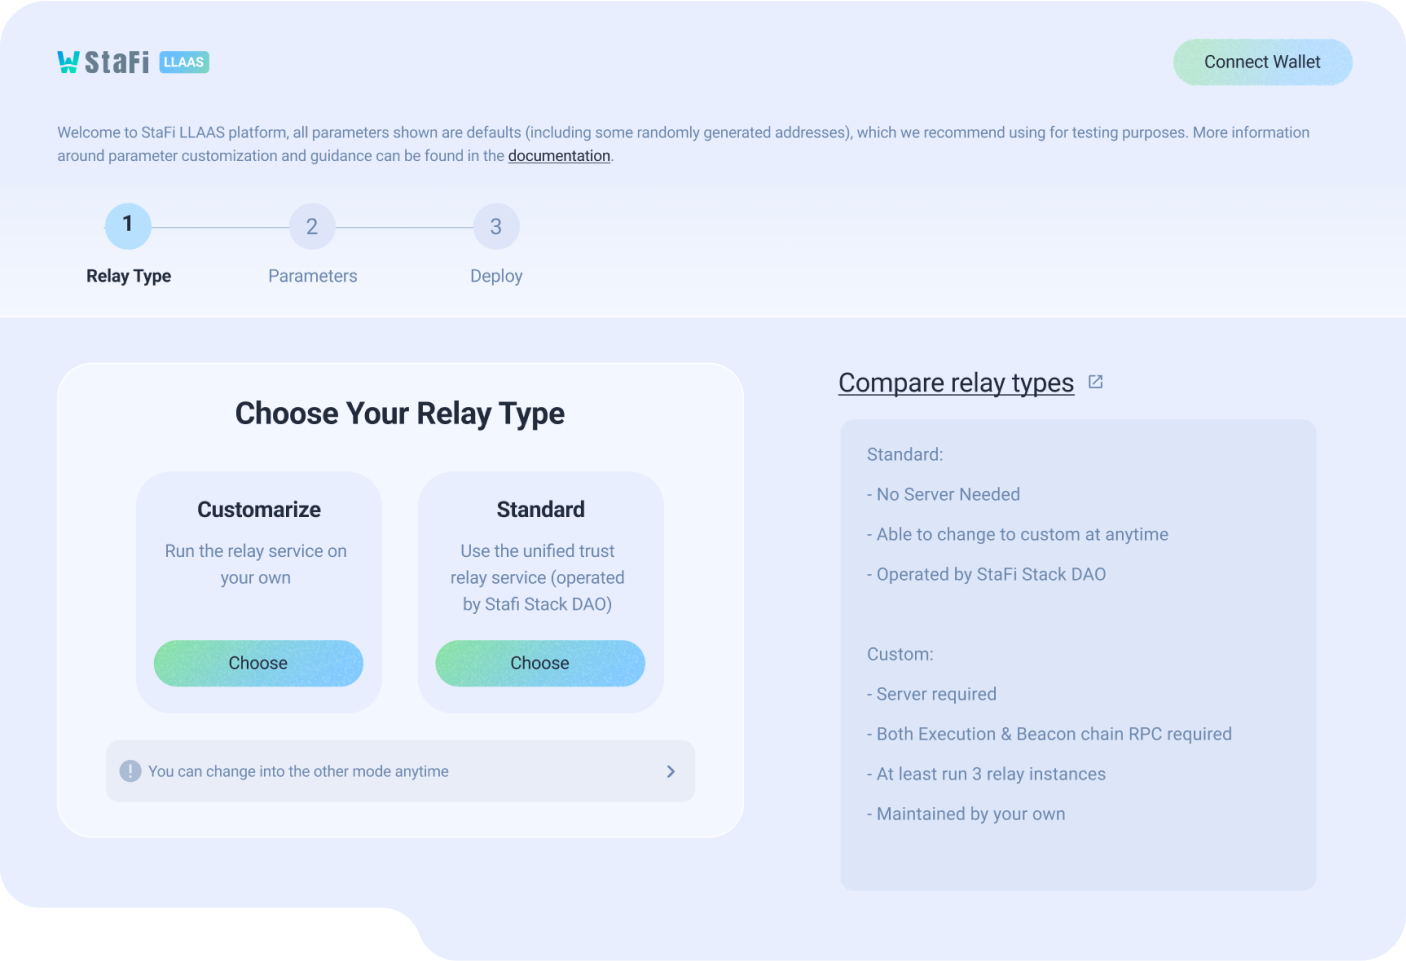 StaFi LLAAS
Connect Wallet
Welcome to StaFi LLAAS platform, all parameters shown are defaults (including some randomly generated addresses), which we recommend using for testing purposes. More information
around parameter customization and guidance can be found in the documentation.
1
2
3
Relay Type
Parameters
Deploy
Choose Your Relay Type
Customarize
Run the relay service on
your own
Choose
Standard
Use the unified trust
relay service (operated
by Stafi Stack DAO)
Choose
You can change into the other mode anytime
Compare relay types
Standard:
- No Server Needed
- Able to change to custom at anytime
- Operated by StaFi Stack DAO
Custom:
- Server required
- Both Execution & Beacon chain RPC required
- At least run 3 relay instances
- Maintained by your own